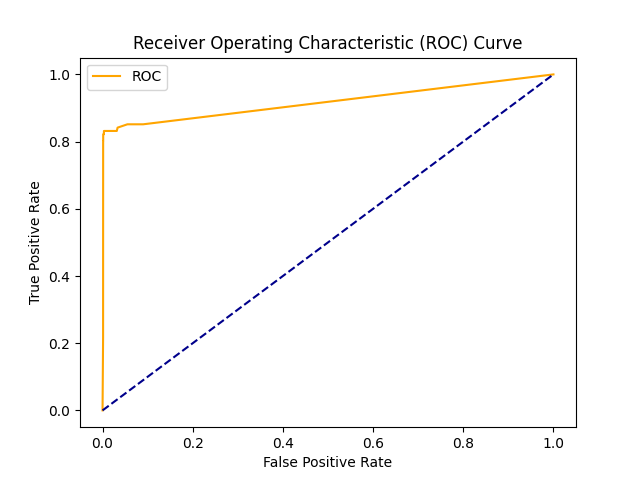 Receiver Operating Characteristic (ROC) Curve
ROC
1.0
0.8
0.6
0.4
0.2
0.0
True Positive Rate
0.0 0.2 0.4 0.6 0.8 1.0
False Positive Rate